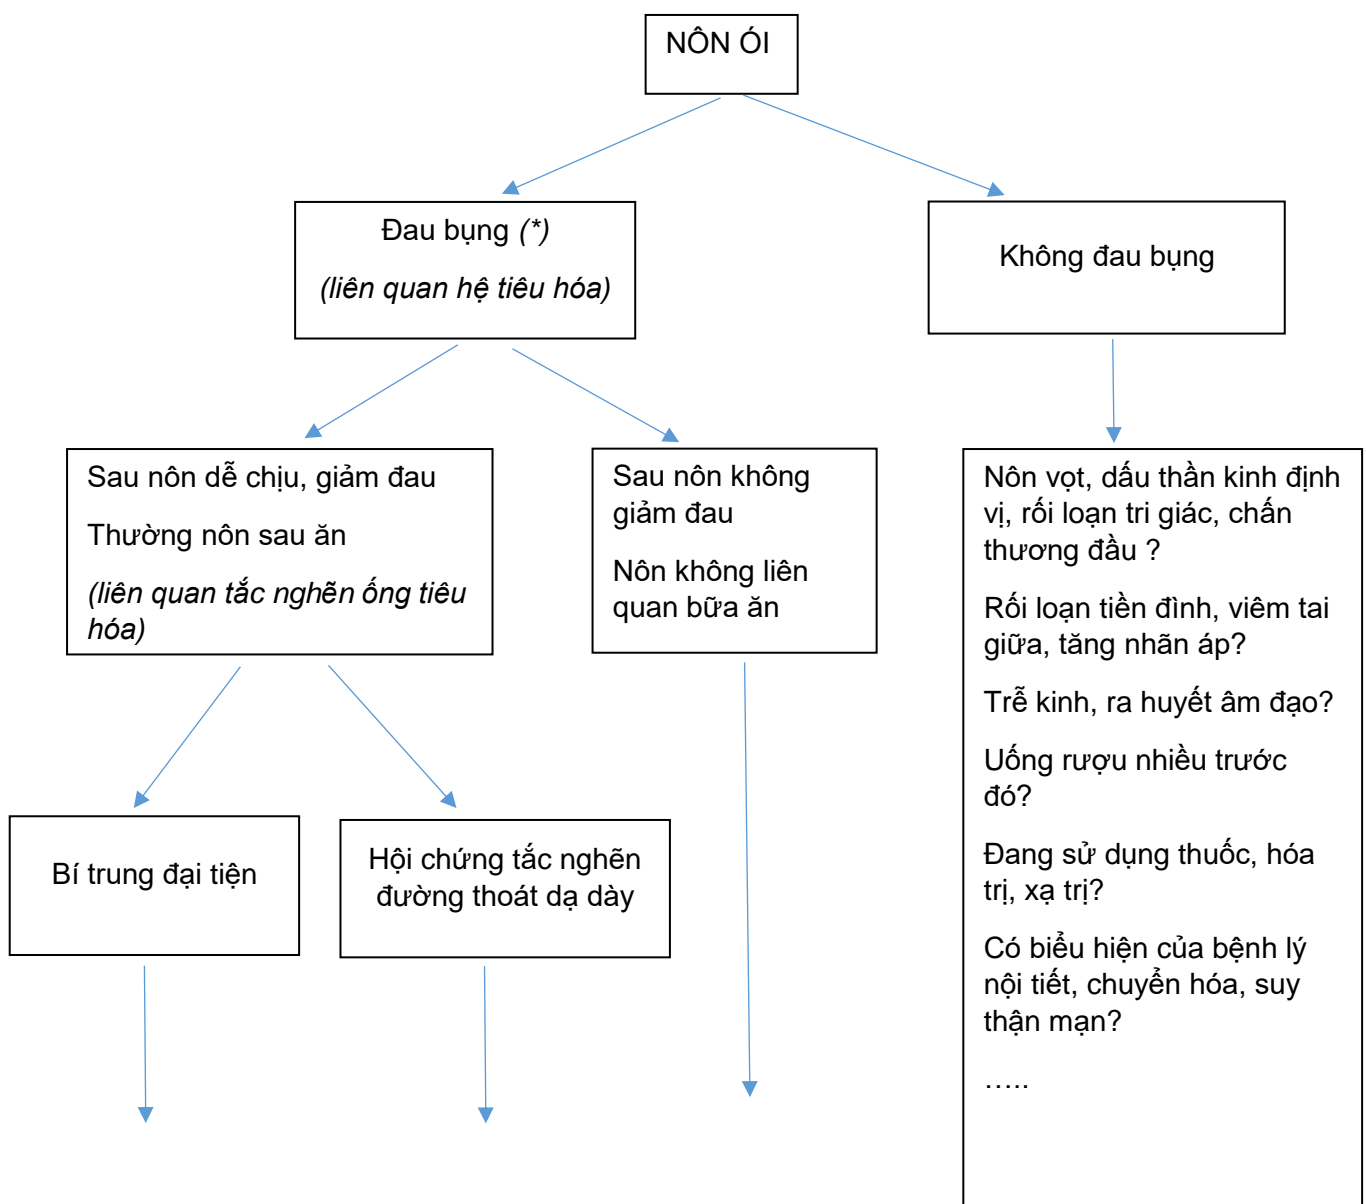 NÔN ÓI
Đau bụng (*)
(liên quan hệ tiêu hóa)
Không đau bụng
Sau nôn dễ chịu, giảm đau
Thường nôn sau ăn
(liên quan tắc nghẽn ống tiêu
hóa)
Sau nôn không
giảm đau
Nôn không liên
quan bữa ăn
Nôn vọt, dấu thần kinh định
vị, rối loạn tri giác, chấn
thương đầu ?
Rối loạn tiền đình, viêm tai
giữa, tăng nhãn áp?
Trễ kinh, ra huyết âm đạo?
Uống rượu nhiều trước
đó?
Đang sử dụng thuốc, hóa
trị, xạ trị?
Có biểu hiện của bệnh lý
nội tiết, chuyển hóa, suy
thận mạn?
…..
Bí trung đại tiện
Hội chứng tắc nghẽn
đường thoát dạ dày